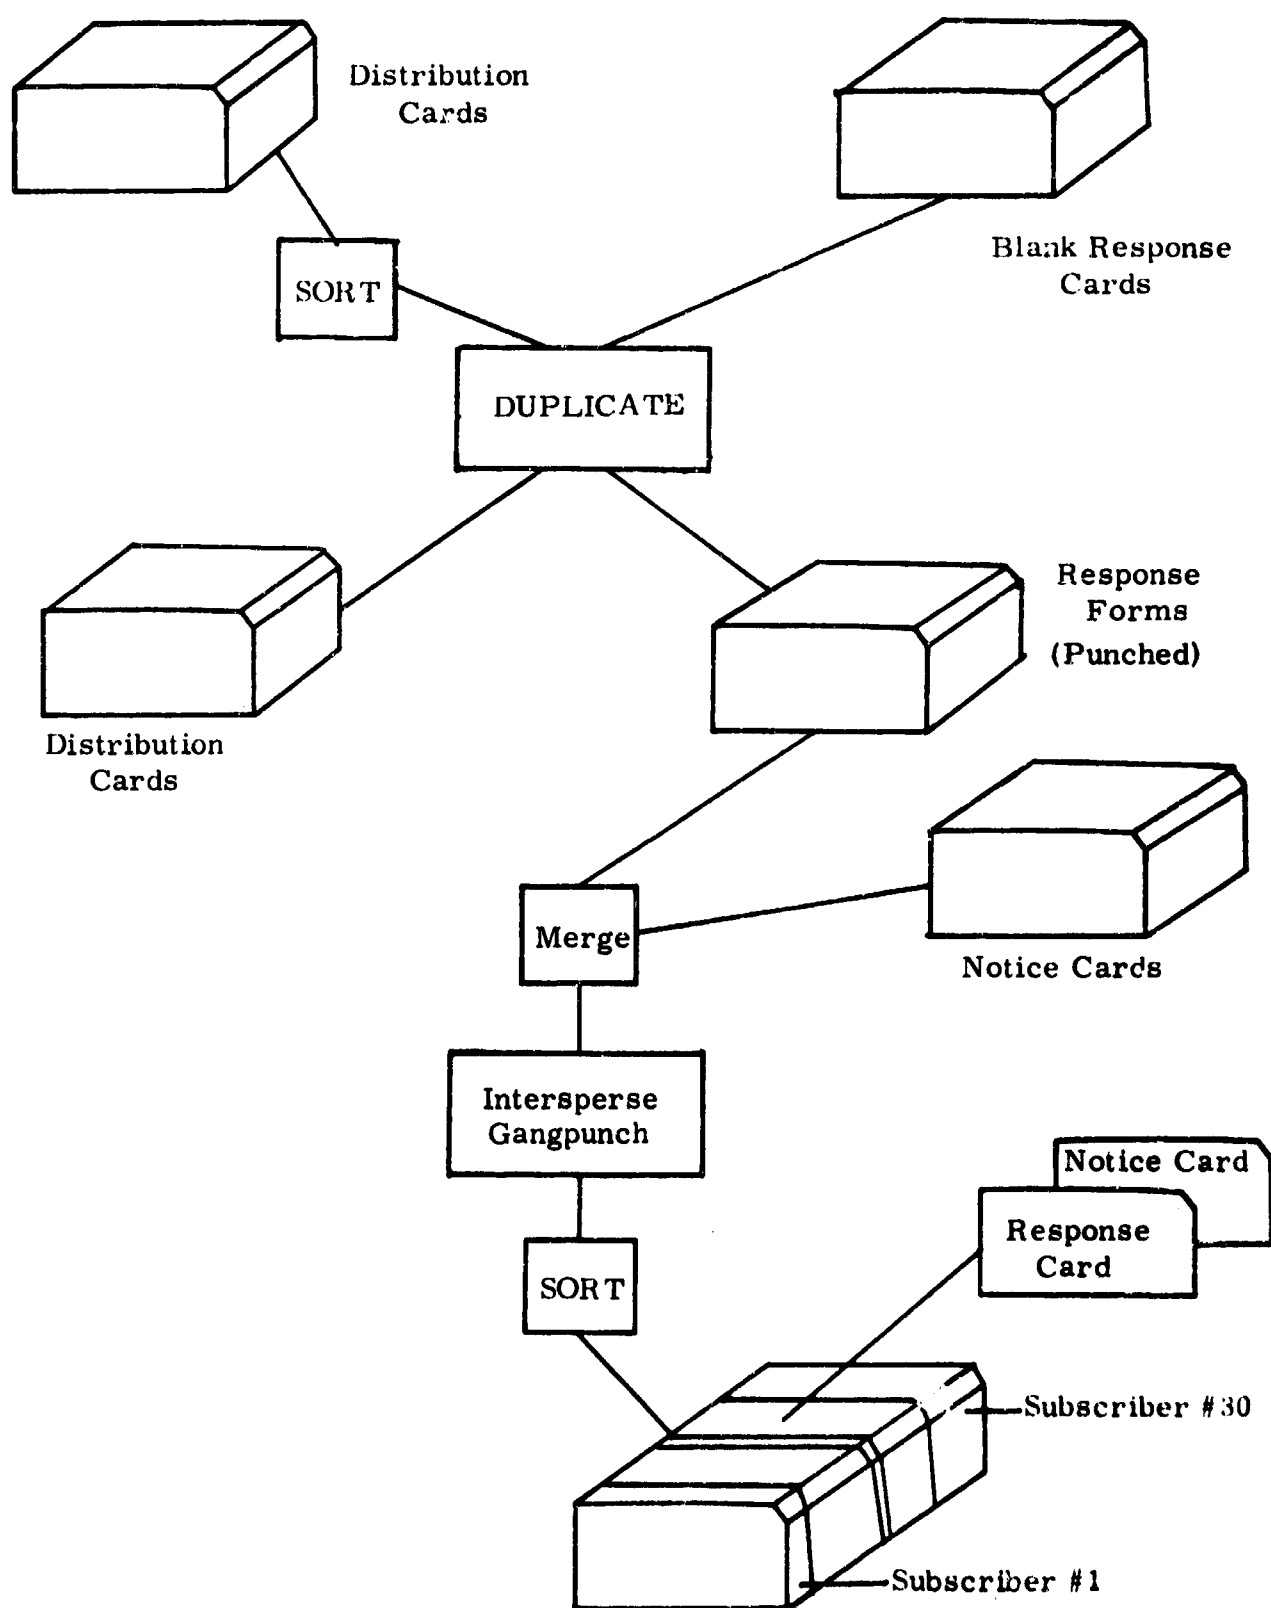 Distribution
Cards
Blank Response
Cards
SORT
DUPLICATE
Response
Forms
(Punched)
Distribution
Cards
Merge
Notice Cards
Intersperse
Gangpunch
Notice Card
Response
Card
SORT
Subscriber #30
Subscriber #1